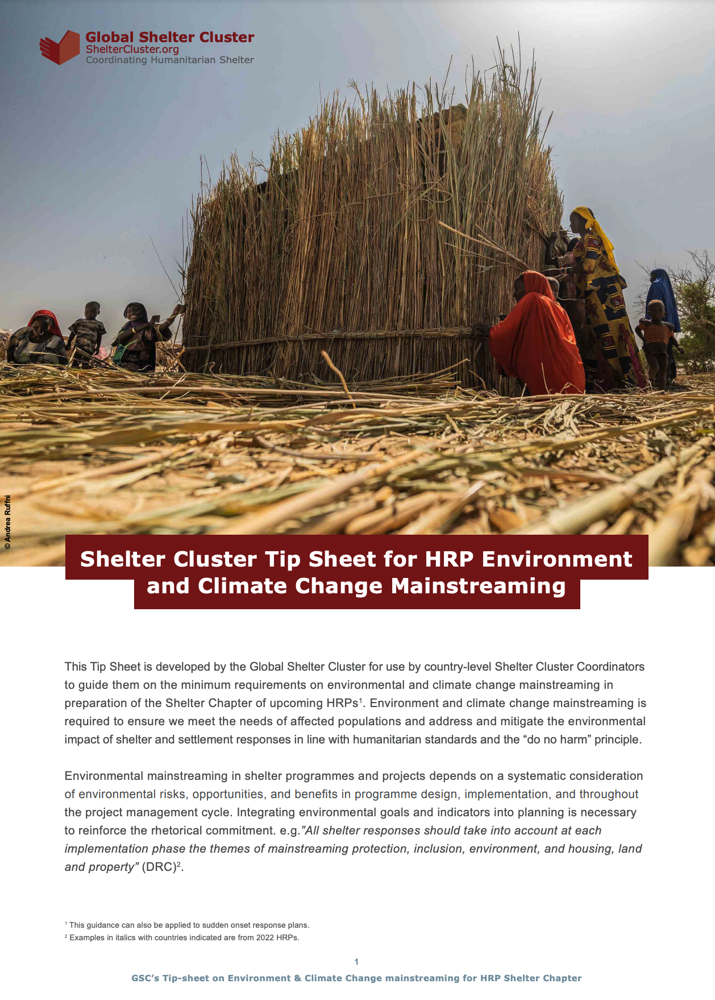 Global Shelter Cluster
ShelterCluster.org
Coordinating Humanitarian Shelter
© Andrea Ruffni
Shelter Cluster Tip Sheet for HRP Environment
and Climate Change Mainstreaming
This Tip Sheet is developed by the Global Shelter Cluster for use by country-level Shelter Cluster Coordinators
to guide them on the minimum requirements on environmental and climate change mainstreaming in
preparation of the Shelter Chapter of upcoming HRPs¹. Environment and climate change mainstreaming is
required to ensure we meet the needs of affected populations and address and mitigate the environmental
impact of shelter and settlement responses in line with humanitarian standards and the “do no harm” principle.
Environmental mainstreaming in shelter programmes and projects depends on a systematic consideration
of environmental risks, opportunities, and benefits in programme design, implementation, and throughout
the project management cycle. Integrating environmental goals and indicators into planning is necessary
to reinforce the rhetorical commitment. e.g.”All shelter responses should take into account at each
implementation phase the themes of mainstreaming protection, inclusion, environment, and housing, land
and property” (DRC)².
¹ This guidance can also be applied to sudden onset response plans.
² Examples in italics with countries indicated are from 2022 HRPs.
1
GSC’s Tip-sheet on Environment & Climate Change mainstreaming for HRP Shelter Chapter